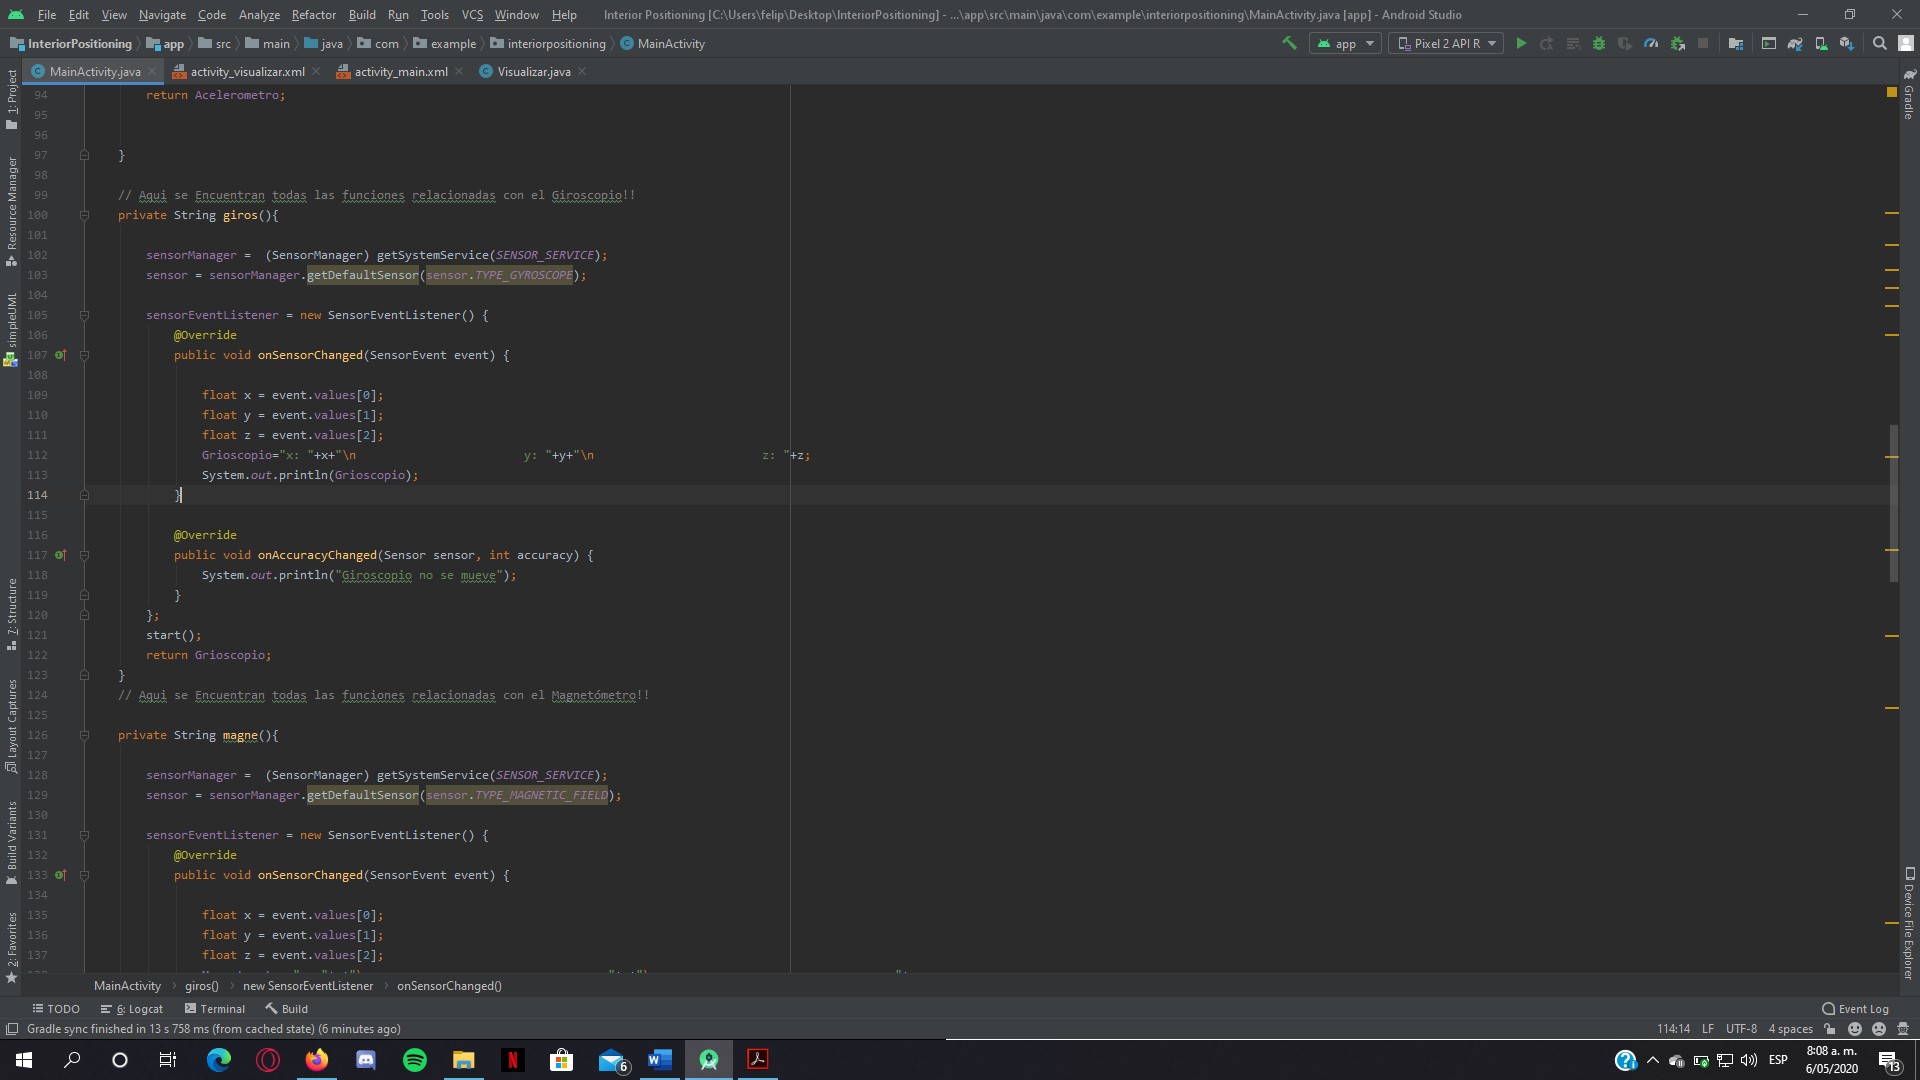 File Edit View Navigate Code Analyze Refactor Build Run Tools VCS Window Help Interior Positioning [C:\Users\felip\Desktop\InteriorPositioning] - ...\app\src\main\java\com\example\interiorpositioning\MainActivity.java [app] - Android Studio
InteriorPositioning app src main java com example interiorpositioning MainActivity app Pixel 2 API R
MainActivity.java activity_visualizar.xml activity_main.xml Visualizar.java
1: Project
Resource Manager
simpleUML
7: Structure
Layout Captures
Build Variants
2: Favorites
94 return Acelerometro;
95
96
97 }
98
99 // Aqui se Encuentran todas las funciones relacionadas con el Giroscopio!!
100 private String giros(){
101
102 sensorManager = (SensorManager) getSystemService(SENSOR_SERVICE);
103 sensor = sensorManager.getDefaultSensor(sensor.TYPE_GYROSCOPE);
104
105 sensorEventListener = new SensorEventListener() {
106 @Override
107 public void onSensorChanged(SensorEvent event) {
108
109 float x = event.values[0];
110 float y = event.values[1];
111 float z = event.values[2];
112 Grioscopio="x: "+x+"\n y: "+y+"\n z: "+z;
113 System.out.println(Grioscopio);
114 }
115
116 @Override
117 public void onAccuracyChanged(Sensor sensor, int accuracy) {
118 System.out.println("Giroscopio no se mueve");
119 }
120 };
121 start();
122 return Grioscopio;
123 }
124 // Aqui se Encuentran todas las funciones relacionadas con el Magnetómetro!!
125
126 private String magne(){
127
128 sensorManager = (SensorManager) getSystemService(SENSOR_SERVICE);
129 sensor = sensorManager.getDefaultSensor(sensor.TYPE_MAGNETIC_FIELD);
130
131 sensorEventListener = new SensorEventListener() {
132 @Override
133 public void onSensorChanged(SensorEvent event) {
134
135 float x = event.values[0];
136 float y = event.values[1];
137 float z = event.values[2];
Gradle
Device File Explorer
MainActivity giros() new SensorEventListener onSensorChanged()
TODO 6: Logcat Terminal Build Event Log
Gradle sync finished in 13 s 758 ms (from cached state) (6 minutes ago) 114:14 LF UTF-8 4 spaces
6 ESP 8:08 a. m.
6/05/2020 13